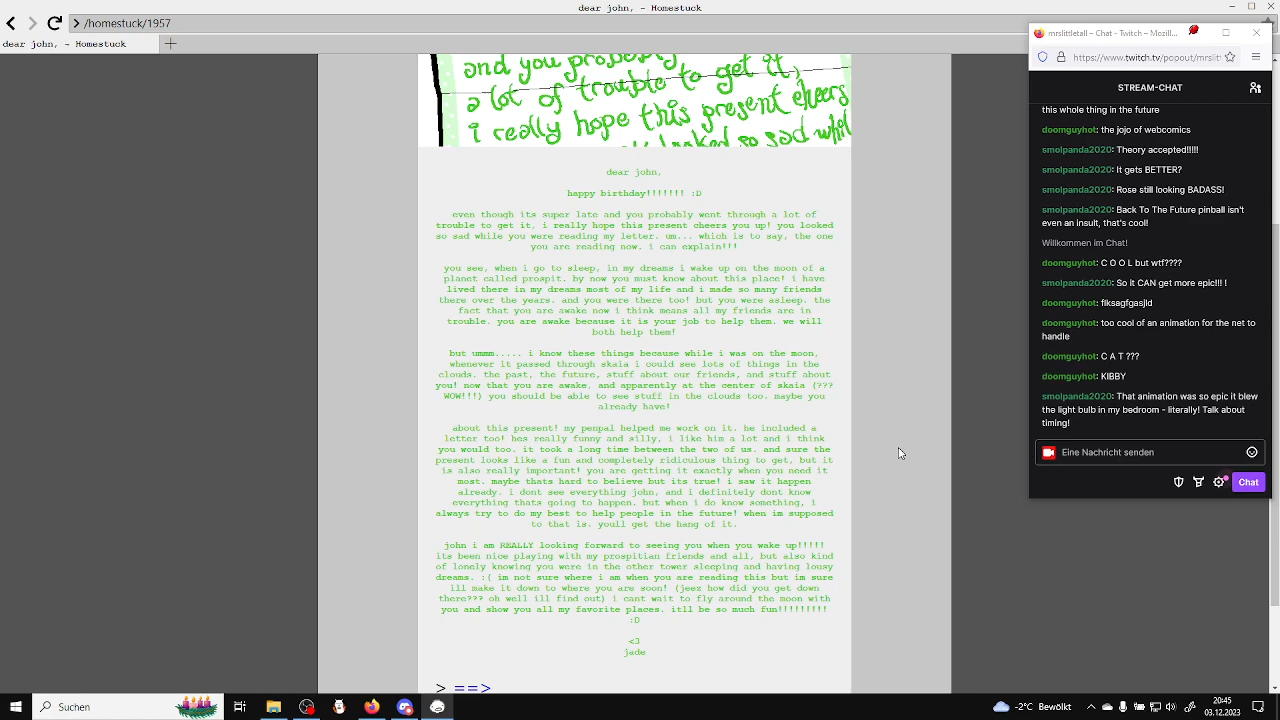 dear john, ~ Homestuck
>/homestuck/1957
dear john, ~ Homestuck
and you probably
a lot of trouble to get it,
i really hope this present cheers
looked so sad whil
dear john,
happy birthday!!!!!!! :D
even though its super late and you probably went through a lot of
trouble to get it, i really hope this present cheers you up! you looked
so sad while you were reading my letter. um... which is to say, the one
you are reading now. i can explain!!!
you see, when i go to sleep, in my dreams i wake up on the moon of a
planet called prospit. by now you must know about this place! i have
lived there in my dreams most of my life and i made so many friends
there over the years. and you were there too! but you were asleep. the
fact that you are awake now i think means all my friends are in
trouble. you are awake because it is your job to help them. we will
both help them!
but ummm..... i know these things because while i was on the moon,
whenever it passed through skaia i could see lots of things in the
clouds. the past, the future, stuff about our friends, and stuff about
you! now that you are awake, and apparently at the center of skaia (???
WOW!!!) you should be able to see stuff in the clouds too. maybe you
already have!
about this present! my penpal helped me work on it. he included a
letter too! hes really funny and silly, i like him a lot and i think
you would too. it took a long time between the two of us. and sure the
present looks like a fun and completely ridiculous thing to get, but it
is also really important! you are getting it exactly when you need it
most. maybe thats hard to believe but its true! i saw it happen
already. i dont see everything john, and i definitely dont know
everything thats going to happen. but when i do know something, i
always try to do my best to help people in the future! when im supposed
to that is. youll get the hang of it.
john i am REALLY looking forward to seeing you when you wake up!!!!!
its been nice playing with my prospitian friends and all, but also kind
of lonely knowing you were in the other tower sleeping and having lousy
dreams. :( im not sure where i am when you are reading this but im sure
ill make it down to where you are soon! (jeez how did you get down
there??? oh well ill find out) i cant wait to fly around the moon with
you and show you all my favorite places. itll be so much fun!!!!!!!!!
:D
<3
jade
> ==>
mrslittletall – Chat - Twitch — Mozill...
https://www.twitch.tv/popout/mrslit
STREAM-CHAT
this whole thing in the future
doomguyhot: the jojo of webcomics
smolpanda2020: Theory accepted!!!!!
smolpanda2020: It gets BETTER?
smolpanda2020: Rose still looking BADASS!
smolpanda2020: Back To The Future pinball isn't
even an insult, that's cool!
Willkommen im Chat!
doomguyhot: C O O L but wtf????
smolpanda2020: So it CAN get more epic!!! !
doomguyhot: fiksagfgasjid
doomguyhot: too cool of an animation for the net to
handle
doomguyhot: O A T ???
doomguyhot: KIBBY
smolpanda2020: That animation was so epic it blew
the light bulbs in my bedroom - literally! Talk about
timing!
Eine Nachricht senden
Chat
Suchen
-2°C Bewölkt
20:45
03.12.2023